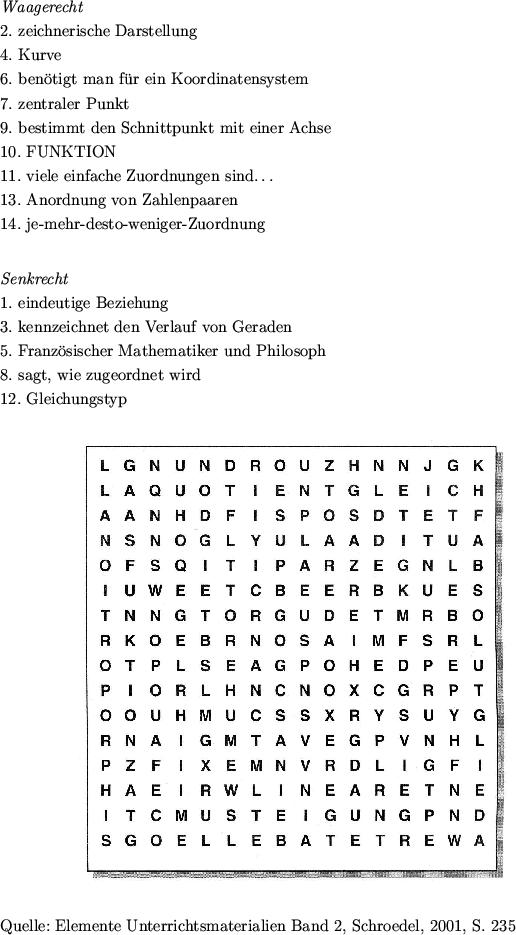 Waagerecht
2. zeichnerische Darstellung
4. Kurve
6. benötigt man für ein Koordinatensystem
7. zentraler Punkt
9. bestimmt den Schnittpunkt mit einer Achse
10. FUNKTION
11. viele einfache Zuordnungen sind...
13. Anordnung von Zahlenpaaren
14. je-mehr-desto-weniger-Zuordnung
Senkrecht
1. eindeutige Beziehung
3. kennzeichnet den Verlauf von Geraden
5. Französischer Mathematiker und Philosoph
8. sagt, wie zugeordnet wird
12. Gleichungstyp
L G N U N D R O U Z H N N J G K
L A Q U O T I E N T G L E I C H
A A N H D F I S P O S D T E T F
N S N O G L Y U L A A D I T U A
O F S Q I T I P A R Z E G N L B
I U W E E T C B E E R B K U E S
T N N G T O R G U D E T M R B O
R K O E B R N O S A I M F S R L
O T P L S E A G P O H E D P E U
P I O R L H N C N O X C G R P T
O O U H M U C S S X R Y S U Y G
R N A I G M T A V E G P V N H L
P Z F I X E M N V R D L I G F I
H A E I R W L I N E A R E T N E
I T C M U S T E I G U N G P N D
S G O E L L E B A T E T R E W A
Quelle: Elemente Unterrichtsmaterialien Band 2, Schroedel, 2001, S. 235